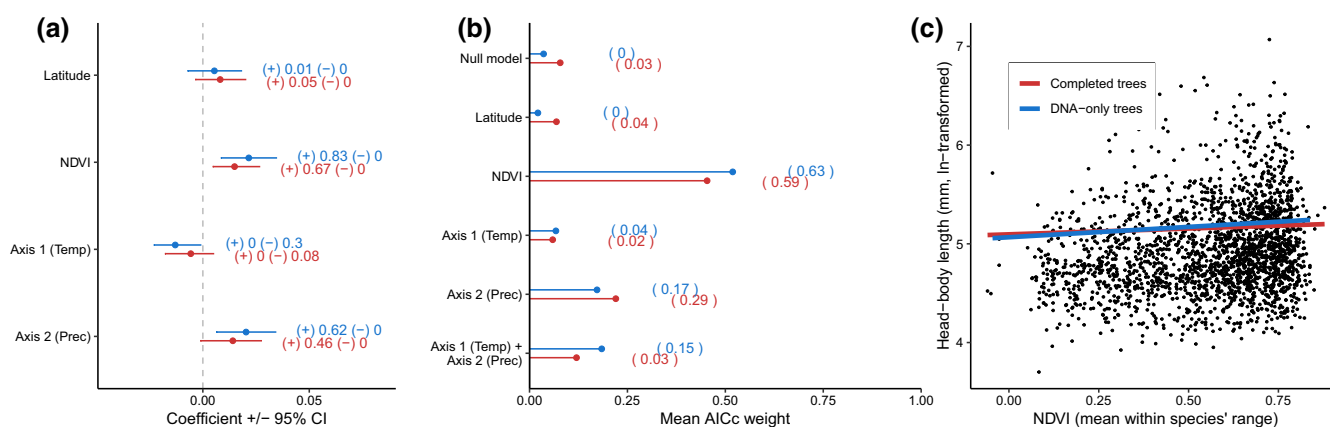 (a)
Latitude
(+) 0.01 (−) 0
(+) 0.05 (−) 0
NDVI
(+) 0.83 (−) 0
(+) 0.67 (−) 0
Axis 1 (Temp)
(+) 0 (−) 0.3
(+) 0 (−) 0.08
Axis 2 (Prec)
(+) 0.62 (−) 0
(+) 0.46 (−) 0
0.00
0.05
Coefficient +/− 95% CI
(b)
Null model
( 0 )
( 0.03 )
Latitude
( 0 )
( 0.04 )
NDVI
( 0.63 )
( 0.59 )
Axis 1 (Temp)
( 0.04 )
( 0.02 )
Axis 2 (Prec)
( 0.17 )
( 0.29 )
Axis 1 (Temp) +
Axis 2 (Prec)
( 0.15 )
( 0.03 )
0.00
0.25
0.50
0.75
1.00
Mean AICc weight
(c)
Head−body length (mm, ln−transformed)
7
6
5
4
Completed trees
DNA−only trees
0.00
0.25
0.50
0.75
NDVI (mean within species' range)